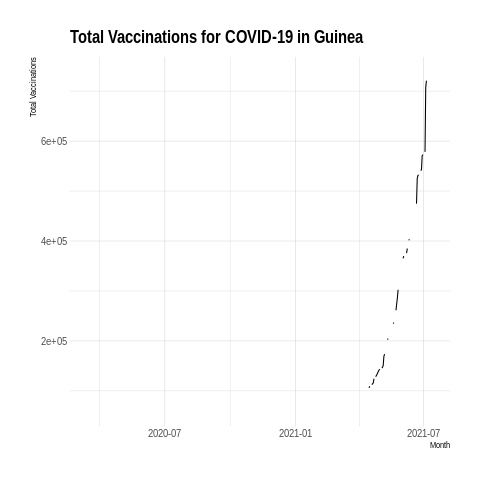 Total Vaccinations for COVID-19 in Guinea
Total Vaccinations
6e+05
4e+05
2e+05
2020-07 2021-01 2021-07
Month